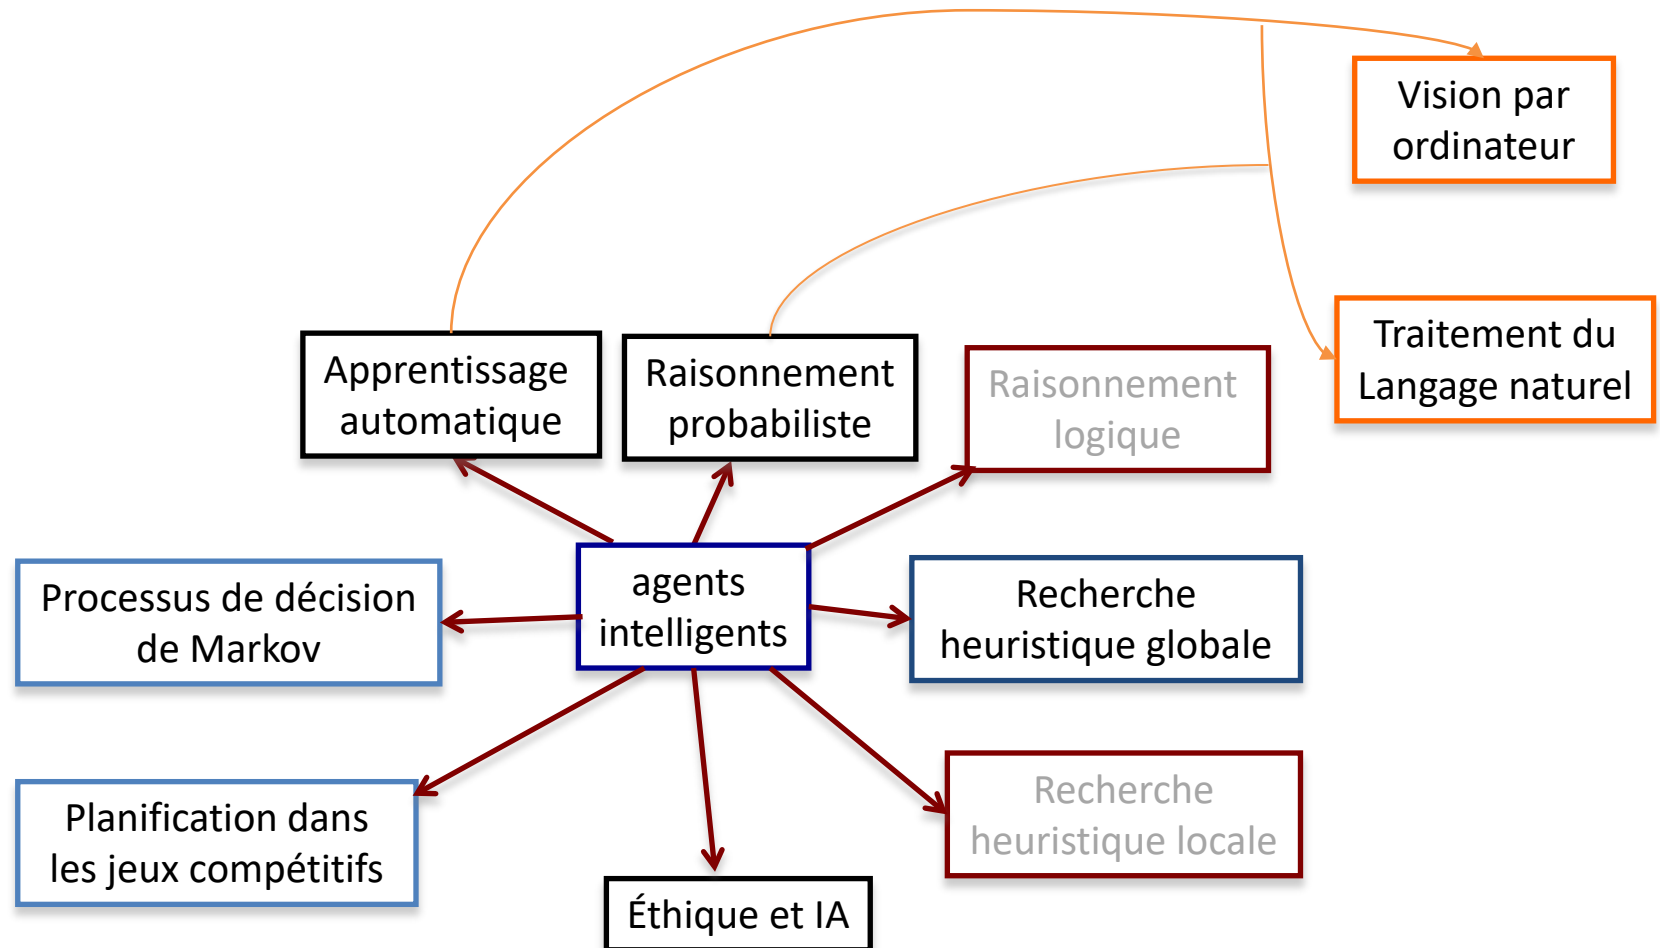 Vision par
ordinateur
Traitement du
Langage naturel
Apprentissage
automatique
Raisonnement
probabiliste
Raisonnement
logique
agents
intelligents
Processus de décision
de Markov
Recherche
heuristique globale
Planification dans
les jeux compétitifs
Recherche
heuristique locale
Éthique et IA